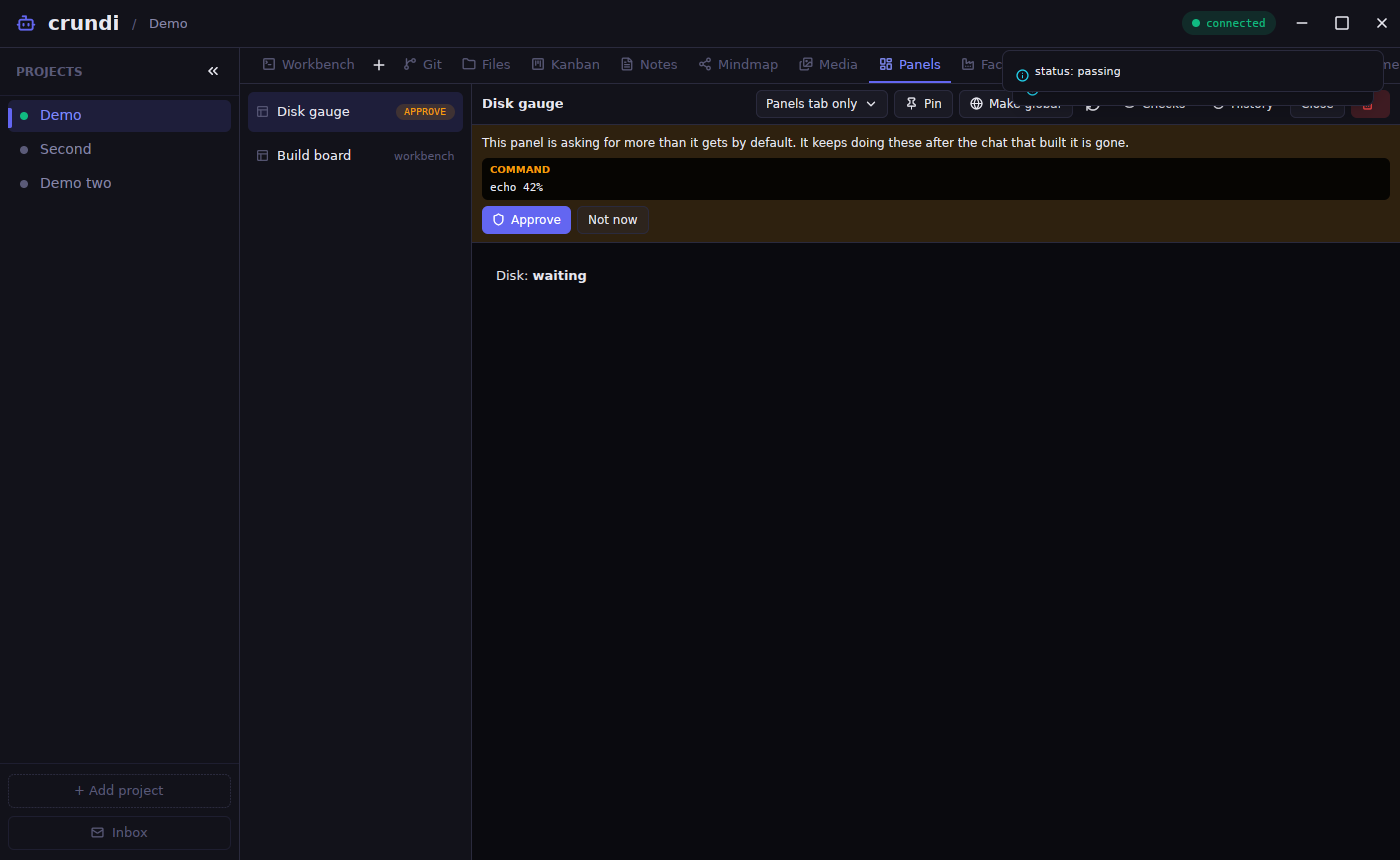 crundi / Demo
connected
PROJECTS
Workbench
Git
Files
Kanban
Notes
Mindmap
Media
Panels
status: passing
Demo
Second
Demo two
Disk gauge
APPROVE
Build board
workbench
Disk gauge
Panels tab only
Pin
This panel is asking for more than it gets by default. It keeps doing these after the chat that built it is gone.
COMMAND
echo 42%
Approve
Not now
Disk: waiting
+ Add project
Inbox